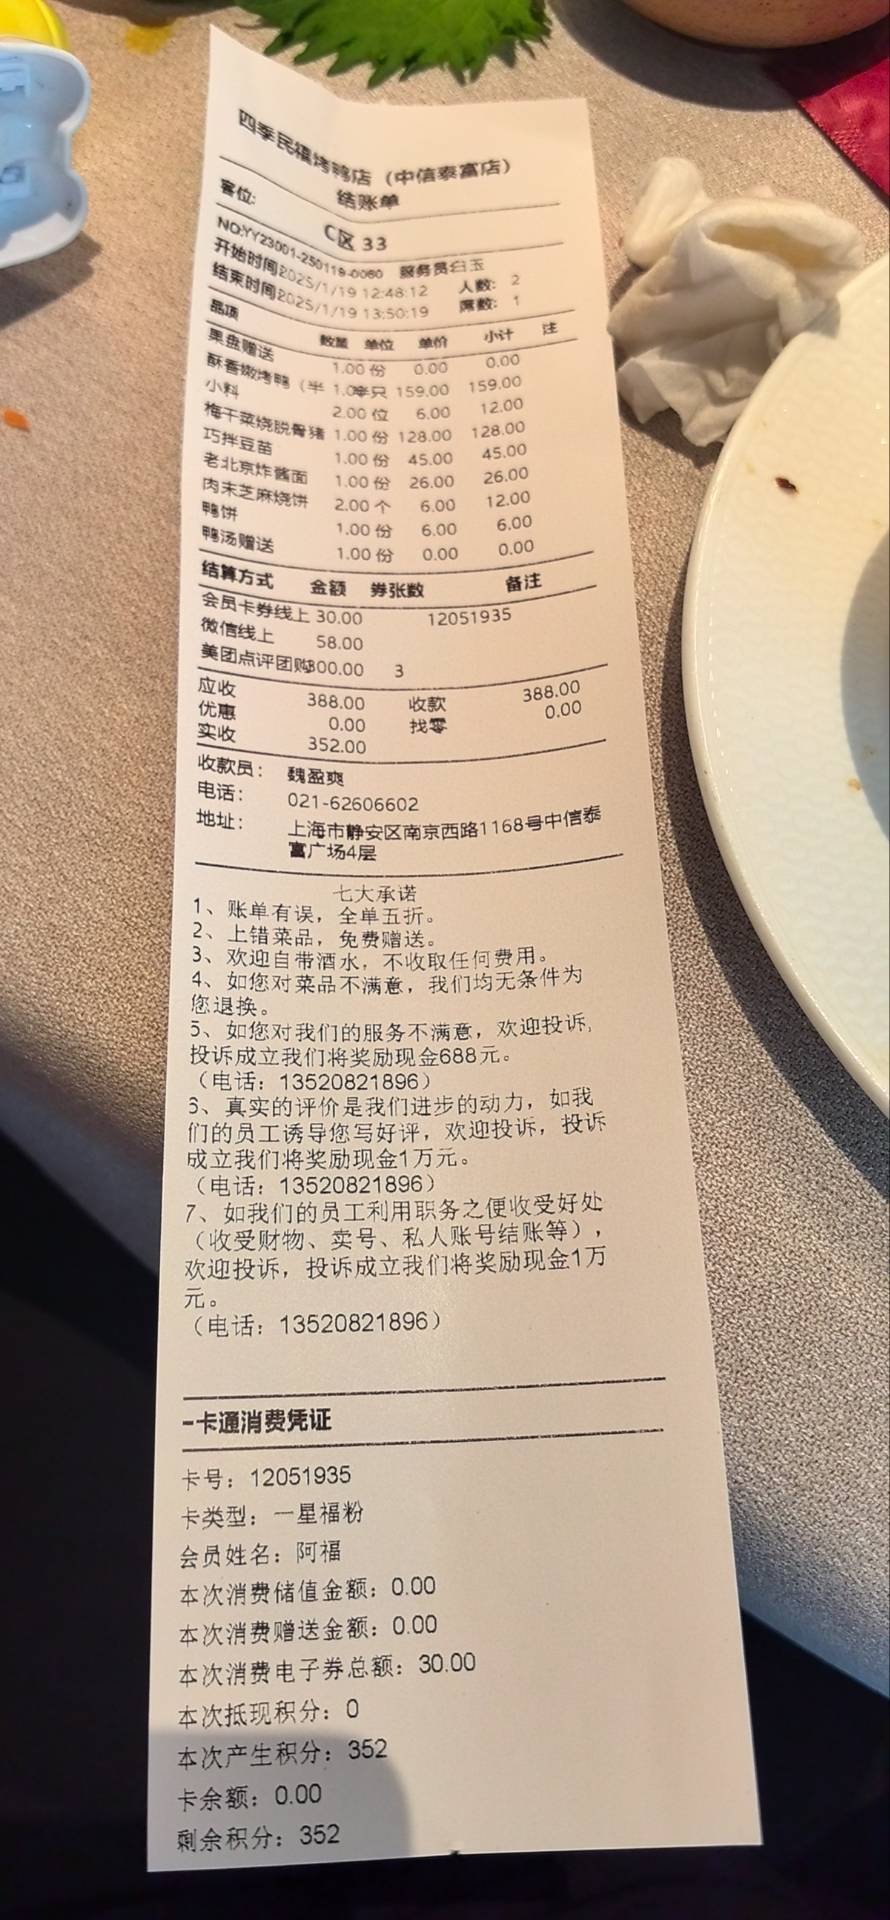 四季民福烤鸭店（中信泰富店）
结账单
客位: C区 33
NO:YY23001-250119-0060 服务员白玉
开始时间2025/1/19 12:48:12 人数: 2
结束时间2025/1/19 13:50:19 席数: 1
品项 数量 单位 单价 小计 注
果盘赠送 1.00 份 0.00 0.00
酥香嫩烤鸭（半 1.0半只 159.00 159.00
小料 2.00 位 6.00 12.00
梅干菜烧脱骨猪 1.00 份 128.00 128.00
巧拌豆苗 1.00 份 45.00 45.00
老北京炸酱面 1.00 份 26.00 26.00
肉末芝麻烧饼 2.00 个 6.00 12.00
鸭饼 1.00 份 6.00 6.00
鸭汤赠送 1.00 份 0.00 0.00
结算方式 金额 券张数 备注
会员卡券线上 30.00 12051935
微信线上 58.00
美团点评团购300.00 3
应收 388.00 收款 388.00
优惠 0.00 找零 0.00
实收 352.00
收款员: 魏盈爽
电话: 021-62606602
地址: 上海市静安区南京西路1168号中信泰
富广场4层
七大承诺
1、账单有误，全单五折。
2、上错菜品，免费赠送。
3、欢迎自带酒水，不收取任何费用。
4、如您对菜品不满意，我们均无条件为
您退换。
5、如您对我们的服务不满意，欢迎投诉,
投诉成立我们将奖励现金688元。
（电话：13520821896）
6、真实的评价是我们进步的动力，如我
们的员工诱导您写好评，欢迎投诉，投诉
成立我们将奖励现金1万元。
（电话：13520821896）
7、如我们的员工利用职务之便收受好处
（收受财物、卖号、私人账号结账等），
欢迎投诉，投诉成立我们将奖励现金1万
元。
（电话：13520821896）
一卡通消费凭证
卡号：12051935
卡类型：一星福粉
会员姓名：阿福
本次消费储值金额：0.00
本次消费赠送金额：0.00
本次消费电子券总额：30.00
本次抵现积分：0
本次产生积分：352
卡余额：0.00
剩余积分：352